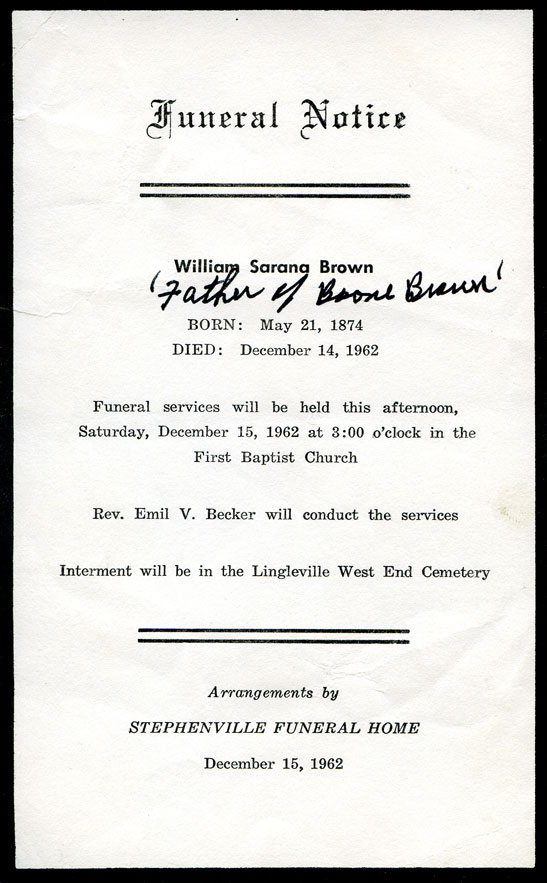 Funeral Notice
William Sarang Brown
'Father of Boone Brown'
BORN: May 21, 1874
DIED: December 14, 1962
Funeral services will be held this afternoon,
Saturday, December 15, 1962 at 3:00 o'clock in the
First Baptist Church
Rev. Emil V. Becker will conduct the services
Interment will be in the Lingleville West End Cemetery
Arrangements by
STEPHENVILLE FUNERAL HOME
December 15, 1962